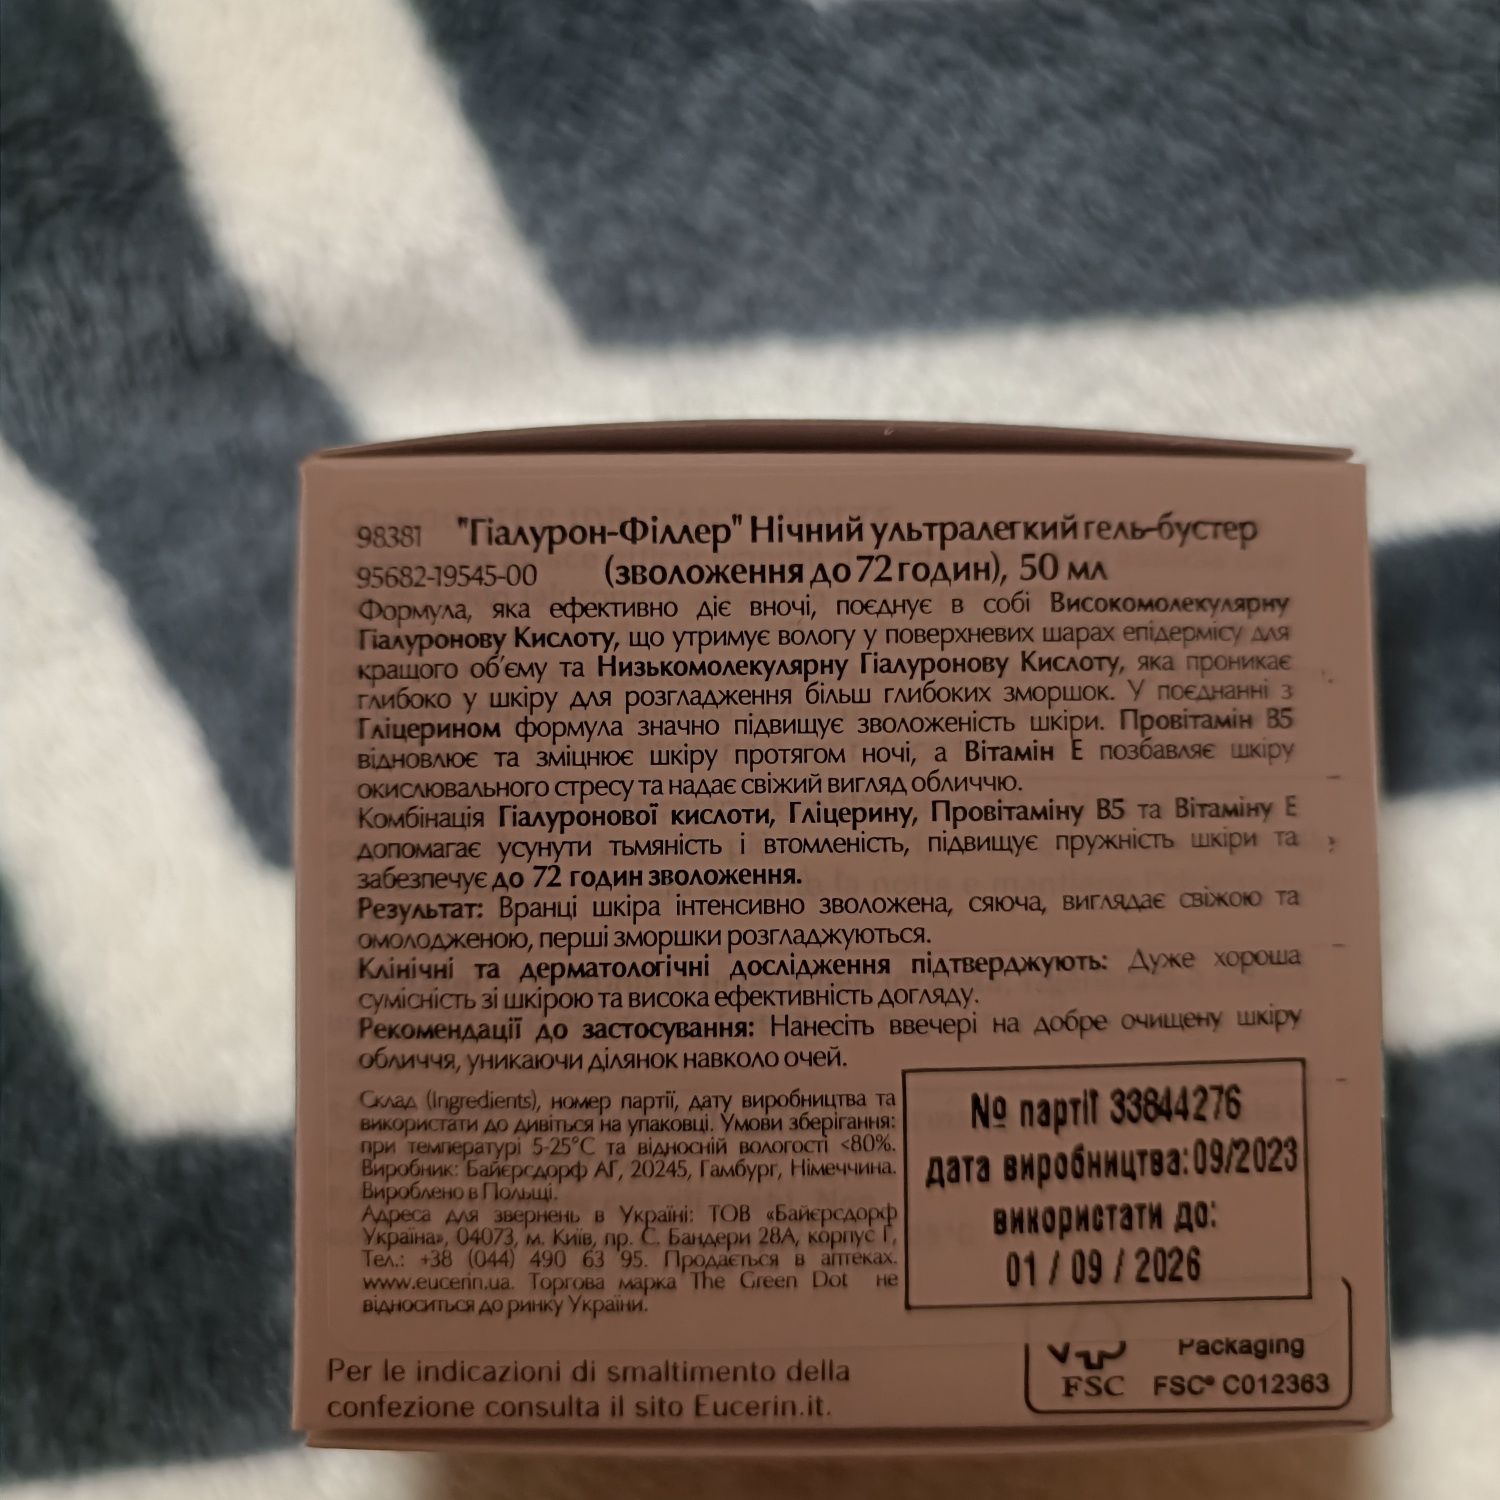 98381 "Гіалурон-Філлер" Нічний ультралегкий гель-бустер
95682-19545-00 (зволоження до 72 годин), 50 мл
Формула, яка ефективно діє вночі, поєднує в собі Високомолекулярну
Гіалуронову Кислоту, що утримує вологу у поверхневих шарах епідермісу для
кращого об'єму та Низькомолекулярну Гіалуронову Кислоту, яка проникає
глибоко у шкіру для розгладження більш глибоких зморшок. У поєднанні з
Гліцерином формула значно підвищує зволоженість шкіри. Провітамін B5
відновлює та зміцнює шкіру протягом ночі, а Вітамін Е позбавляє шкіру
окислювального стресу та надає свіжий вигляд обличчю.
Комбінація Гіалуронової кислоти, Гліцерину, Провітаміну B5 та Вітаміну Е
допомагає усунути тьмяність і втомленість, підвищує пружність шкіри та
забезпечує до 72 годин зволоження.
Результат: Вранці шкіра інтенсивно зволожена, сяюча, виглядає свіжою та
омолодженою, перші зморшки розгладжуються.
Клінічні та дерматологічні дослідження підтверджують: Дуже хороша
сумісність зі шкірою та висока ефективність догляду.
Рекомендації до застосування: Нанесіть ввечері на добре очищену шкіру
обличчя, уникаючи ділянок навколо очей.
Склад (Ingredients), номер партії, дату виробництва та
використати до дивіться на упаковці. Умови зберігання:
при температурі 5-25°C та відносній вологості <80%.
Виробник: Байєрсдорф АГ, 20245, Гамбург, Німеччина.
Вироблено в Польщі.
Адреса для звернень в Україні: ТОВ «Байєрсдорф
Україна», 04073, м. Київ, пр. С. Бандери 28А, корпус Г,
Тел.: +38 (044) 490 63 95. Продається в аптеках.
www.eucerin.ua. Торгова марка The Green Dot не
відноситься до ринку України.
№ партії 33844276
дата виробництва:09/2023
використати до:
01 / 09 / 2026
Per le indicazioni di smaltimento della
confezione consulta il sito Eucerin.it.
Packaging
FSC FSC® C012363